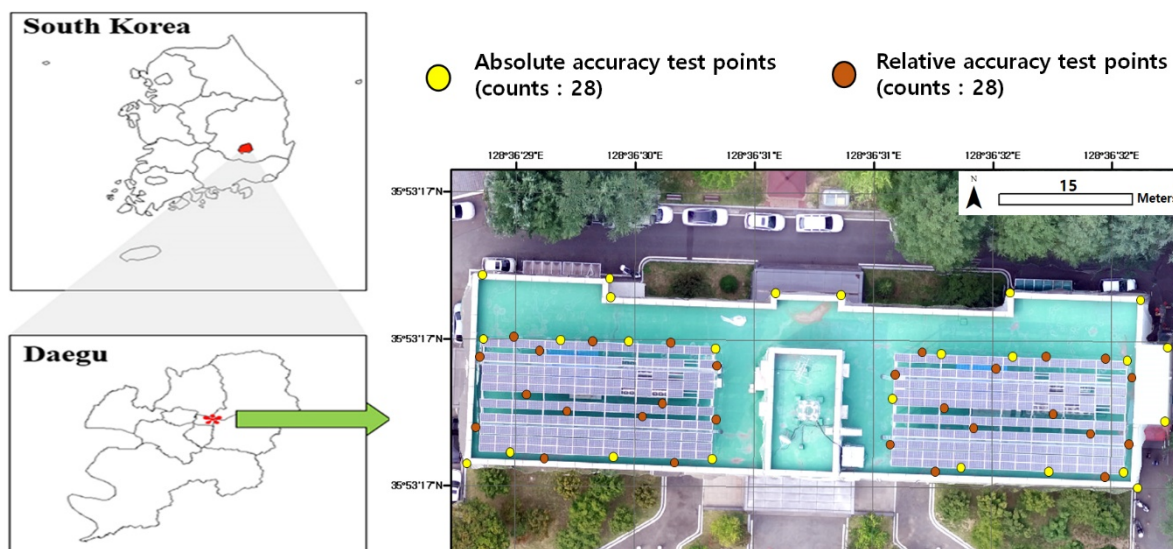 South Korea
Absolute accuracy test points
(counts : 28)
Relative accuracy test points
(counts : 28)
128°36'29"E
128°36'30"E
128°36'31"E
128°36'31"E
128°36'32"E
128°36'32"E
35°53'17"N
N
15
Meters
35°53'17"N
Daegu
35°53'17"N